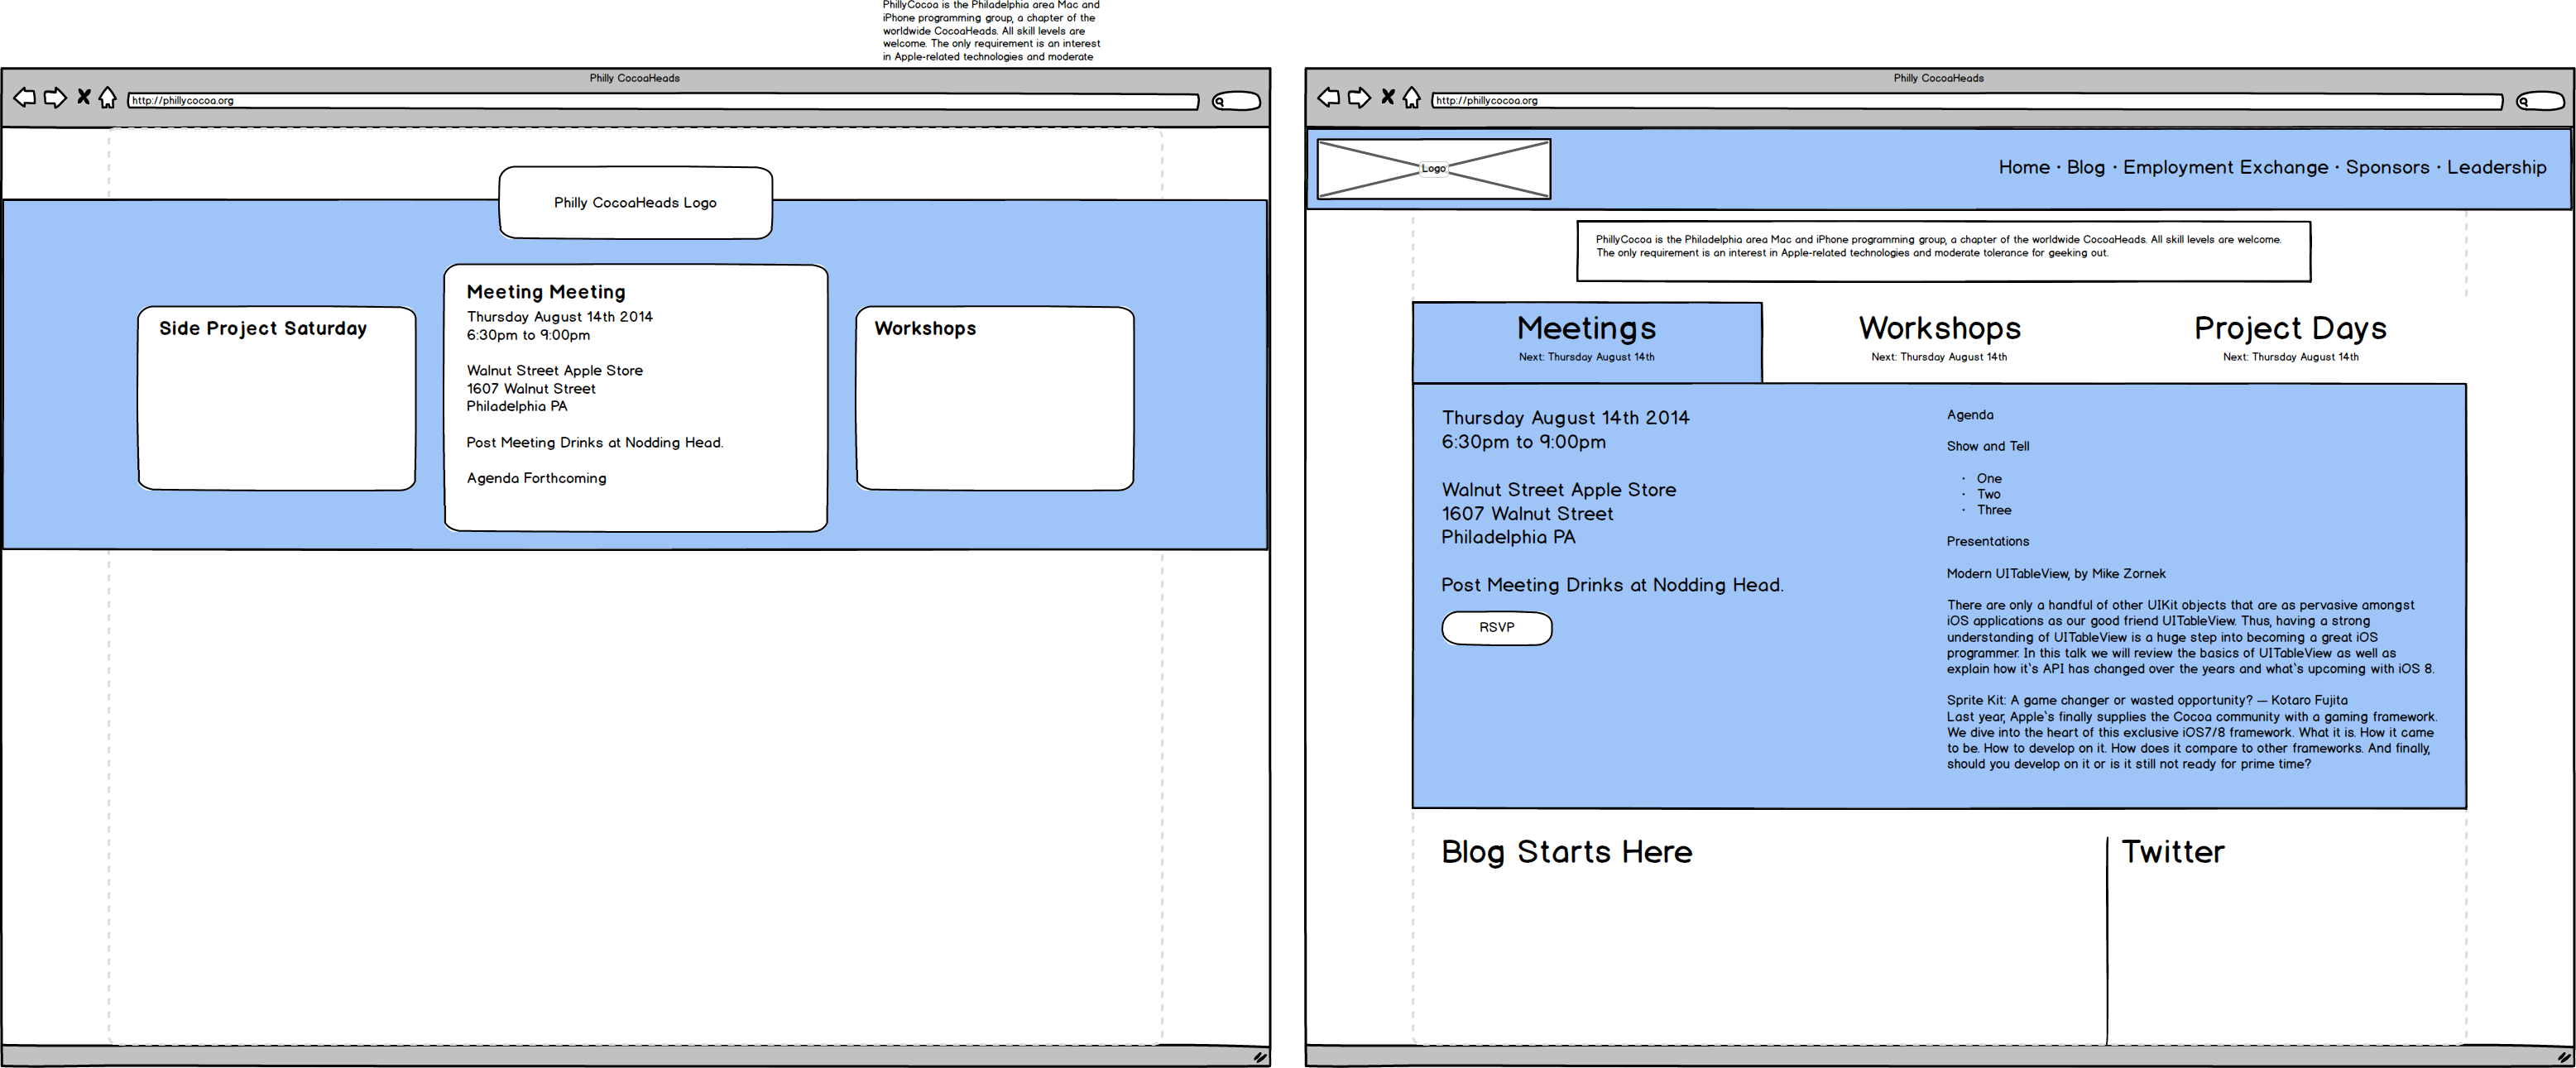 PhillyCocoa is the Philadelphia area Mac and
iPhone programming group, a chapter of the
worldwide CocoaHeads. All skill levels are
welcome. The only requirement is an interest
in Apple-related technologies and moderate
Philly CocoaHeads
http://phillycocoa.org
Philly CocoaHeads Logo
Side Project Saturday
Meeting Meeting
Thursday August 14th 2014
6:30pm to 9:00pm
Walnut Street Apple Store
1607 Walnut Street
Philadelphia PA
Post Meeting Drinks at Nodding Head.
Agenda Forthcoming
Workshops
Philly CocoaHeads
http://phillycocoa.org
Logo
Home · Blog · Employment Exchange · Sponsors · Leadership
PhillyCocoa is the Philadelphia area Mac and iPhone programming group, a chapter of the worldwide CocoaHeads. All skill levels are welcome.
The only requirement is an interest in Apple-related technologies and moderate tolerance for geeking out.
Meetings
Next: Thursday August 14th
Workshops
Next: Thursday August 14th
Project Days
Next: Thursday August 14th
Thursday August 14th 2014
6:30pm to 9:00pm
Walnut Street Apple Store
1607 Walnut Street
Philadelphia PA
Post Meeting Drinks at Nodding Head.
RSVP
Agenda
Show and Tell
· One
· Two
· Three
Presentations
Modern UITableView, by Mike Zornek
There are only a handful of other UIKit objects that are as pervasive amongst
iOS applications as our good friend UITableView. Thus, having a strong
understanding of UITableView is a huge step into becoming a great iOS
programmer. In this talk we will review the basics of UITableView as well as
explain how it's API has changed over the years and what's upcoming with iOS 8.
Sprite Kit: A game changer or wasted opportunity? — Kotaro Fujita
Last year, Apple's finally supplies the Cocoa community with a gaming framework.
We dive into the heart of this exclusive iOS7/8 framework. What it is. How it came
to be. How to develop on it. How does it compare to other frameworks. And finally,
should you develop on it or is it still not ready for prime time?
Blog Starts Here
Twitter